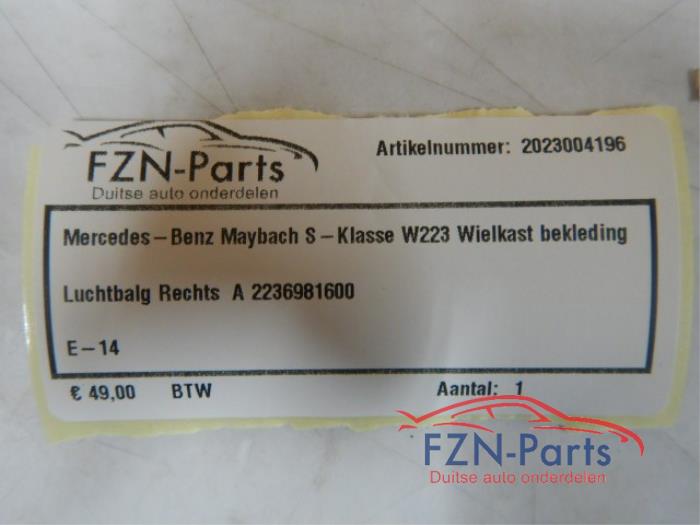 FZN-Parts
Duitse auto onderdelen
Artikelnummer: 2023004196
Mercedes-Benz Maybach S-Klasse W223 Wielkast bekleding
Luchtbalg Rechts A 2236981600
E-14
€ 49,00 BTW Aantal: 1
FZN-Parts
Duitse auto onderdelen